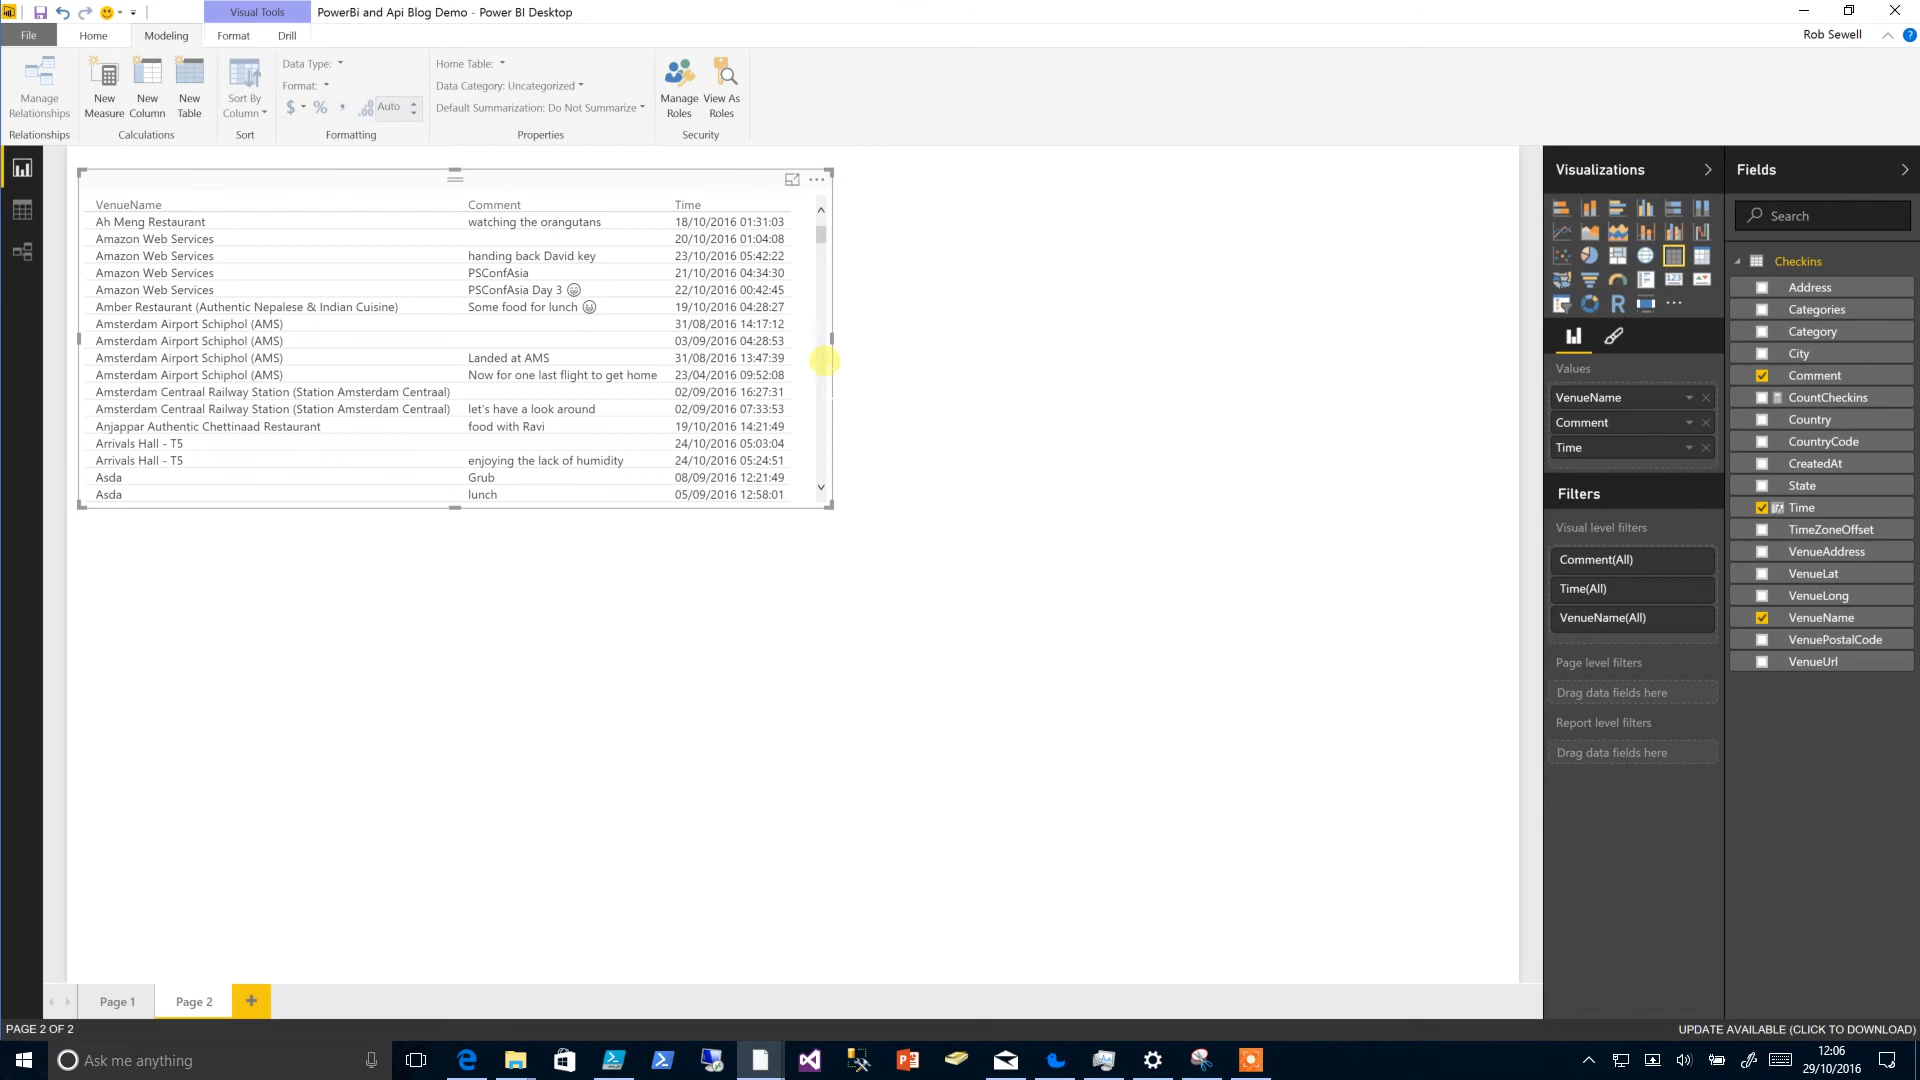 Visual Tools PowerBi and Api Blog Demo - Power BI Desktop
File Home Modeling Format Drill Rob Sewell
Manage Relationships
New Measure
New Column
New Table
Sort By Column
Data Type:
Format:
$ % , .00 Auto
Home Table:
Data Category: Uncategorized
Default Summarization: Do Not Summarize
Manage Roles
View As Roles
Relationships Calculations Sort Formatting Properties Security
VenueName Comment Time
Ah Meng Restaurant watching the orangutans 18/10/2016 01:31:03
Amazon Web Services 20/10/2016 01:04:08
Amazon Web Services handing back David key 23/10/2016 05:42:22
Amazon Web Services PSConfAsia 21/10/2016 04:34:30
Amazon Web Services PSConfAsia Day 3 😀 22/10/2016 00:42:45
Amber Restaurant (Authentic Nepalese & Indian Cuisine) Some food for lunch 😀 19/10/2016 04:28:27
Amsterdam Airport Schiphol (AMS) 31/08/2016 14:17:12
Amsterdam Airport Schiphol (AMS) 03/09/2016 04:28:53
Amsterdam Airport Schiphol (AMS) Landed at AMS 31/08/2016 13:47:39
Amsterdam Airport Schiphol (AMS) Now for one last flight to get home 23/04/2016 09:52:08
Amsterdam Centraal Railway Station (Station Amsterdam Centraal) 02/09/2016 16:27:31
Amsterdam Centraal Railway Station (Station Amsterdam Centraal) let's have a look around 02/09/2016 07:33:53
Anjappar Authentic Chettinaad Restaurant food with Ravi 19/10/2016 14:21:49
Arrivals Hall - T5 24/10/2016 05:03:04
Arrivals Hall - T5 enjoying the lack of humidity 24/10/2016 05:24:51
Asda Grub 08/09/2016 12:21:49
Asda lunch 05/09/2016 12:58:01
Visualizations
Values
VenueName
Comment
Time
Filters
Visual level filters
Comment(All)
Time(All)
VenueName(All)
Page level filters
Drag data fields here
Report level filters
Drag data fields here
Fields
Search
Checkins
Address
Categories
Category
City
Comment
CountCheckins
Country
CountryCode
CreatedAt
State
Time
TimeZoneOffset
VenueAddress
VenueLat
VenueLong
VenueName
VenuePostalCode
VenueUrl
Page 1 Page 2 +
PAGE 2 OF 2 UPDATE AVAILABLE (CLICK TO DOWNLOAD)
Ask me anything
12:06
29/10/2016